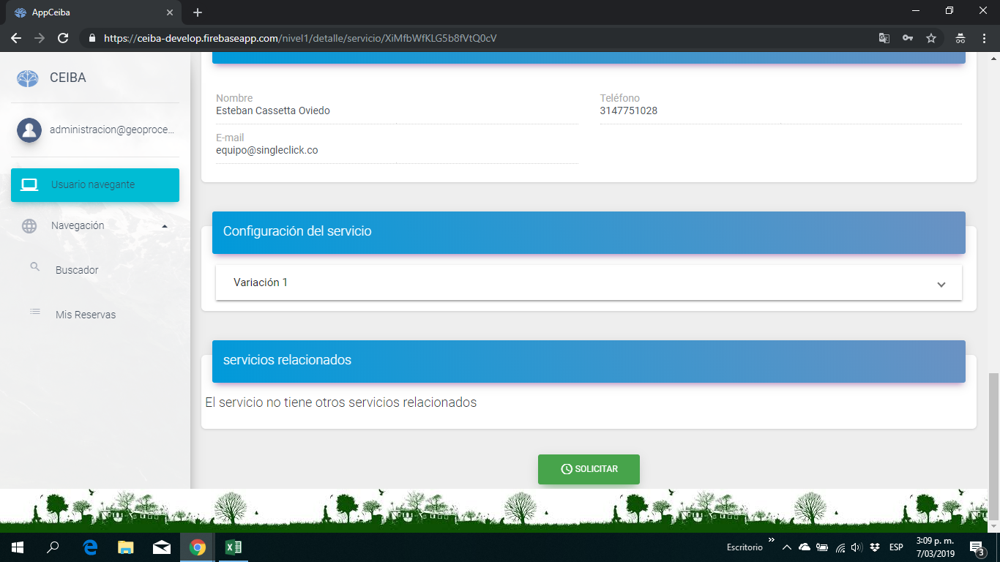 AppCeiba
https://ceiba-develop.firebaseapp.com/nivel1/detalle/servicio/XiMfbWfKLG5b8fVtQ0cV
CEIBA
administracion@geoproce...
Usuario navegante
Navegación
Buscador
Mis Reservas
Nombre
Esteban Cassetta Oviedo
Teléfono
3147751028
E-mail
equipo@singleclick.co
Configuración del servicio
Variación 1
servicios relacionados
El servicio no tiene otros servicios relacionados
SOLICITAR
Escritorio
ESP
3:09 p. m.
7/03/2019
3